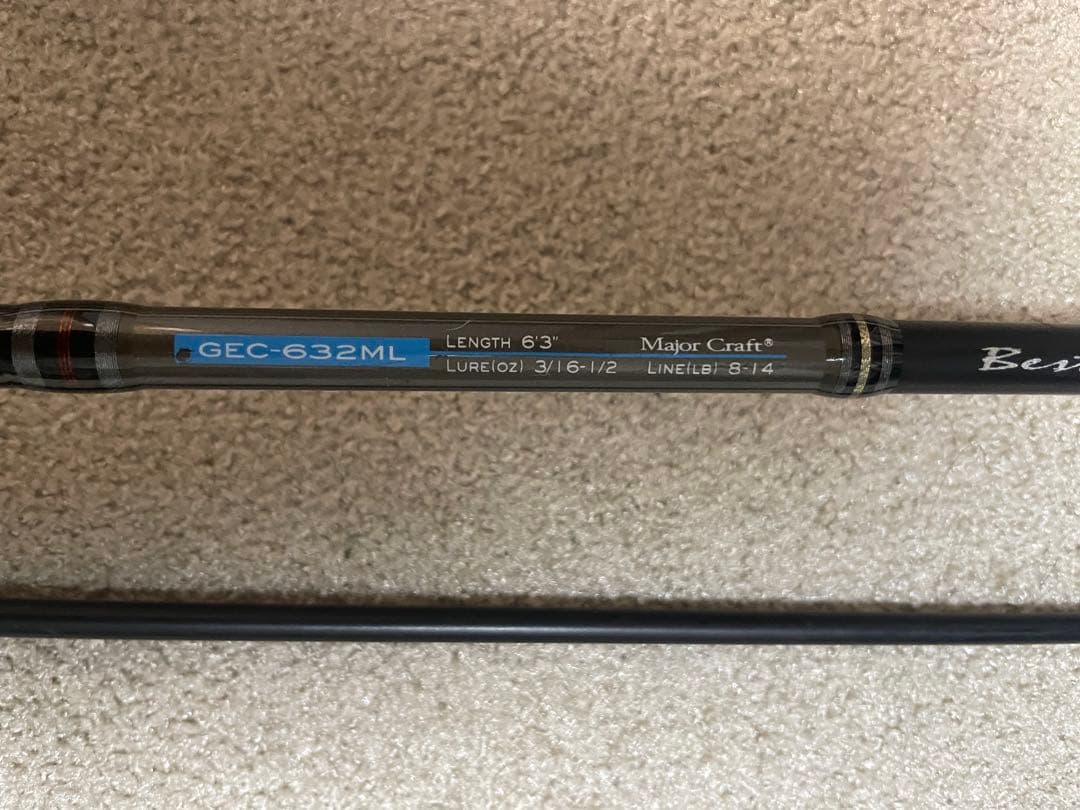 GEC-632ML
LENGTH 6'3"
LURE(OZ) 3/16-1/2
Major Craft®
LINE(LB) 8-14